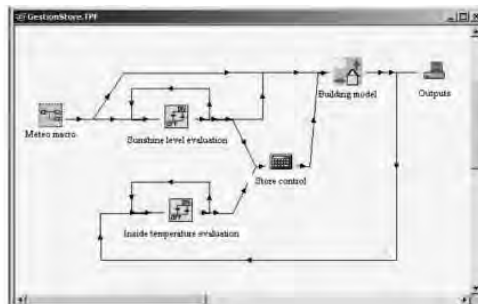 GestionStore.TPF
Building model
Outputs
Meteo macro
Sunshine level evaluation
Store control
Inside temperature evaluation